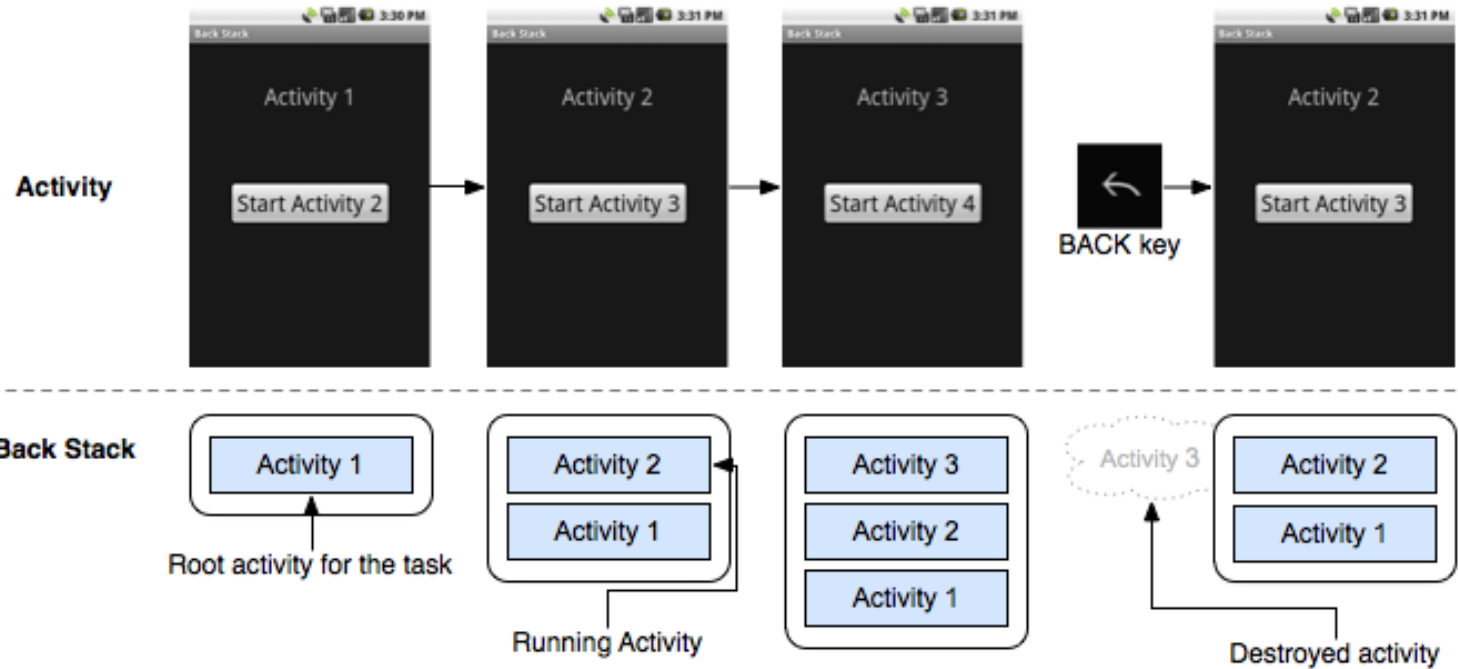 3:30 PM
Back Stack
Activity 1
Start Activity 2
3:31 PM
Back Stack
Activity 2
Start Activity 3
3:31 PM
Back Stack
Activity 3
Start Activity 4
3:31 PM
Back Stack
Activity 2
Start Activity 3
Activity
BACK key
Back Stack
Activity 1
Root activity for the task
Activity 2
Activity 1
Running Activity
Activity 3
Activity 2
Activity 1
Activity 3
Activity 2
Activity 1
Destroyed activity